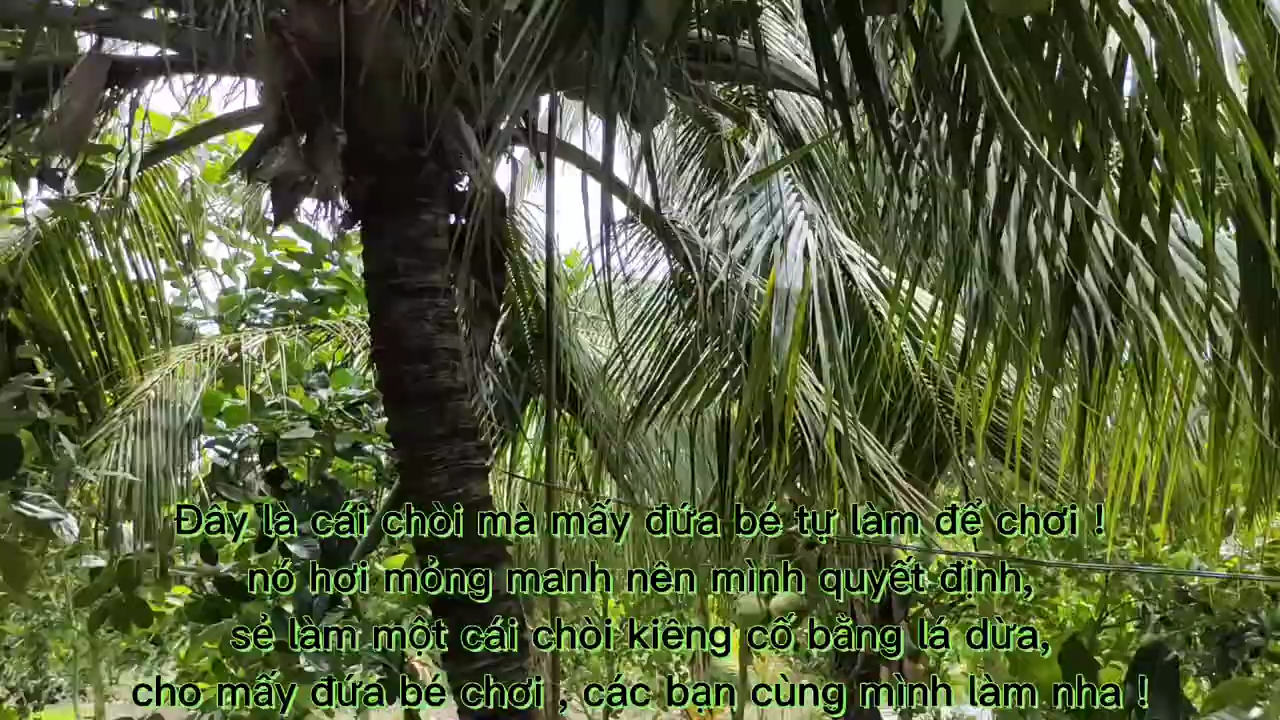 Đây là cái chòi mà mấy đứa bé tự làm để chơi !
nó hơi mỏng manh nên mình quyết định,
sẻ làm một cái chòi kiêng cố bằng lá dừa,
cho mấy đứa bé chơi , các bạn cùng mình làm nha !